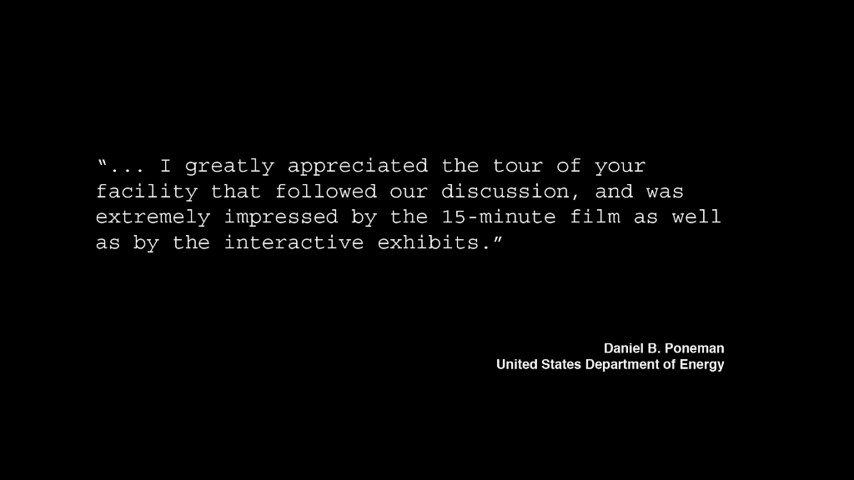 “... I greatly appreciated the tour of your
facility that followed our discussion, and was
extremely impressed by the 15-minute film as well
as by the interactive exhibits.”
Daniel B. Poneman
United States Department of Energy